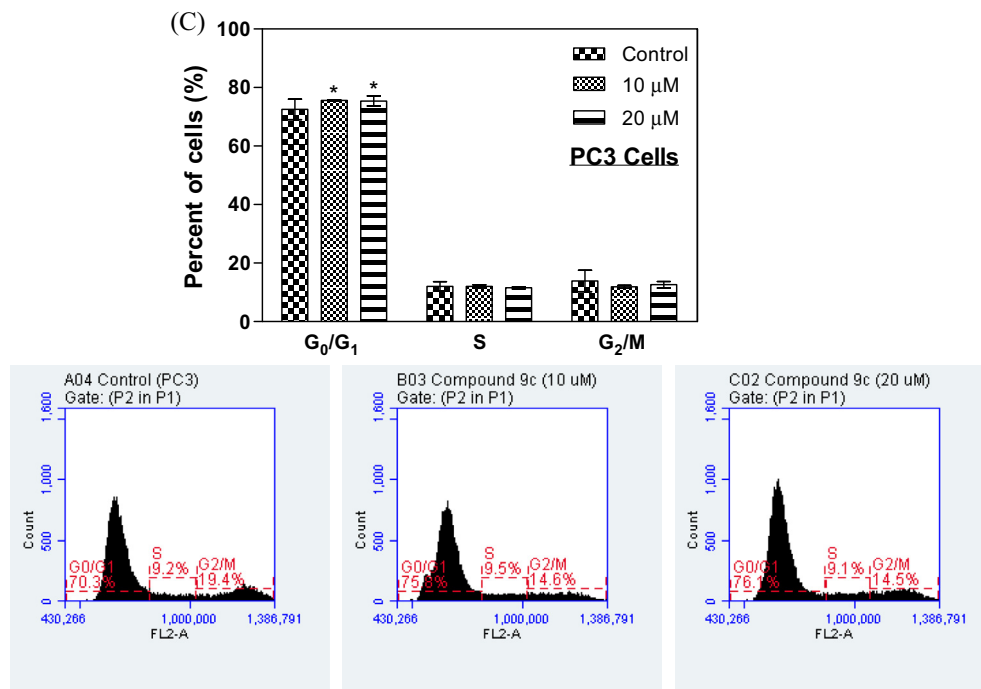 (C)
100
80
60
40
20
0
Percent of cells (%)
* *
Control
10 μM
20 μM
PC3 Cells
G0/G1 S G2/M
A04 Control (PC3)
Gate: (P2 in P1)
1,600
1,000
500
0
Count
G0/G1
70.3%
S
9.2%
G2/M
19.4%
430,266 1,000,000 1,386,791
FL2-A
B03 Compound 9c (10 uM)
Gate: (P2 in P1)
1,600
1,000
500
0
Count
G0/G1
S
9.5%
G2/M
14.6%
430,266 1,000,000 1,386,791
FL2-A
C02 Compound 9c (20 uM)
Gate: (P2 in P1)
1,600
1,000
500
0
Count
G0/G1
S
9.1%
G2/M
14.5%
430,266 1,000,000 1,386,791
FL2-A